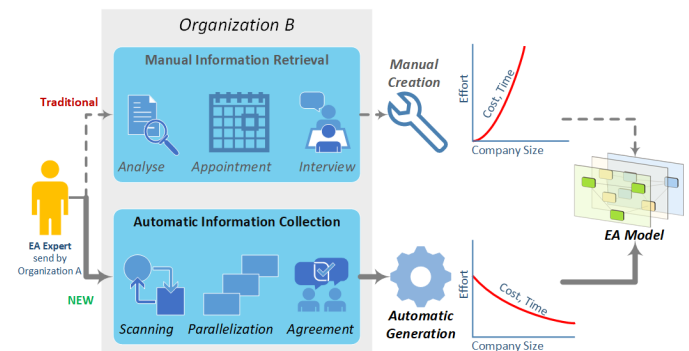 Organization B
Manual Information Retrieval
Analyse
Appointment
Interview
Traditional
Manual
Creation
Effort
Cost, Time
Company Size
EA Expert
send by
Organization A
NEW
Automatic Information Collection
Scanning
Parallelization
Agreement
Automatic
Generation
Effort
Cost, Time
Company Size
EA Model